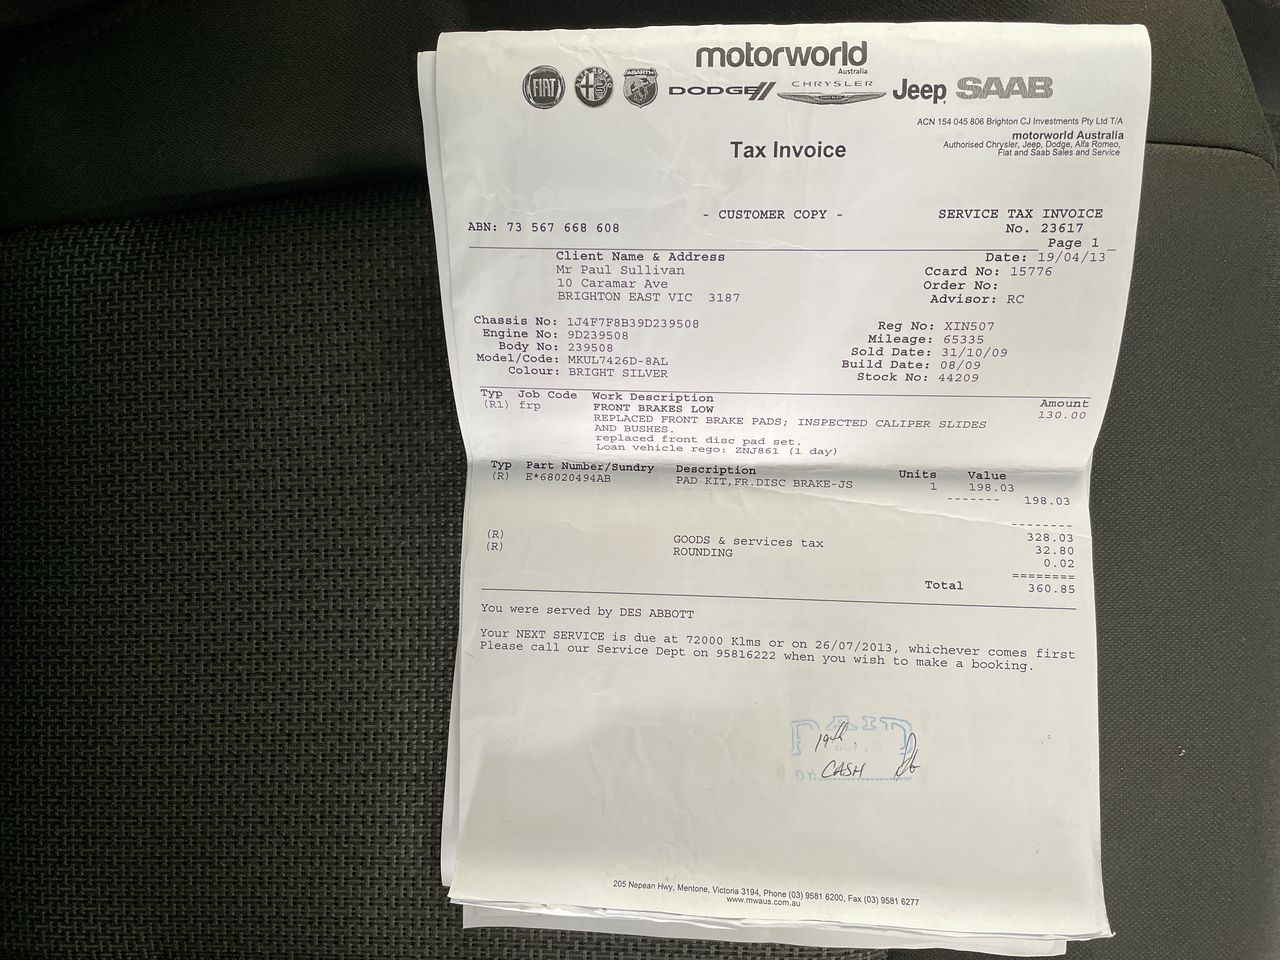 motorworld
Australia
FIAT ALFA ROMEO ABARTH DODGE CHRYSLER Jeep SAAB
ACN 154 045 806 Brighton CJ Investments Pty Ltd T/A
motorworld Australia
Authorised Chrysler, Jeep, Dodge, Alfa Romeo,
Fiat and Saab Sales and Service
Tax Invoice
- CUSTOMER COPY - SERVICE TAX INVOICE
ABN: 73 567 668 608 No. 23617
Page 1
Client Name & Address Date: 19/04/13
Mr Paul Sullivan Ccard No: 15776
10 Caramar Ave Order No:
BRIGHTON EAST VIC 3187 Advisor: RC
Chassis No: 1J4F7F8B39D239508 Reg No: XIN507
Engine No: 9D239508 Mileage: 65335
Body No: 239508 Sold Date: 31/10/09
Model/Code: MKUL7426D-8AL Build Date: 08/09
Colour: BRIGHT SILVER Stock No: 44209
Typ Job Code Work Description Amount
(R1) frp FRONT BRAKES LOW 130.00
REPLACED FRONT BRAKE PADS; INSPECTED CALIPER SLIDES
AND BUSHES.
replaced front disc pad set.
Loan vehicle rego: ZNJ861 (1 day)
Typ Part Number/Sundry Description Units Value
(R) E*68020494AB PAD KIT,FR.DISC BRAKE-JS 1 198.03
------- 198.03
--------
328.03
(R) GOODS & services tax 32.80
(R) ROUNDING 0.02
========
Total 360.85
You were served by DES ABBOTT
Your NEXT SERVICE is due at 72000 Klms or on 26/07/2013, whichever comes first
Please call our Service Dept on 95816222 when you wish to make a booking.
PAID
19th
BY CASH
205 Nepean Hwy, Mentone, Victoria 3194, Phone (03) 9581 6200, Fax (03) 9581 6277
www.mwaus.com.au